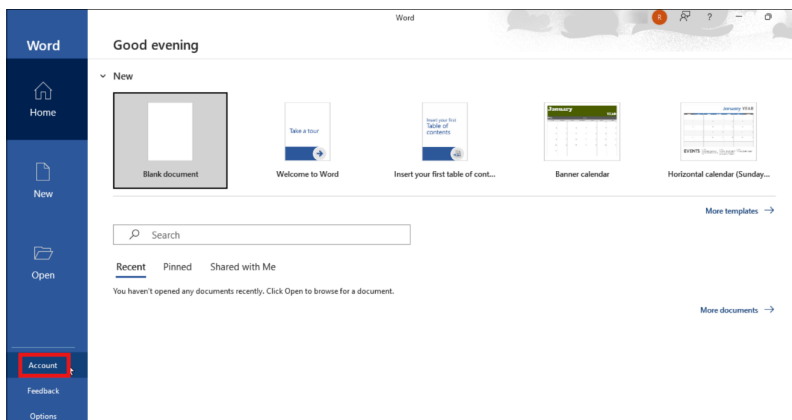 Word
R
?
Word
Good evening
Home
New
Open
Account
Feedback
Options
New
Blank document
Take a tour
Welcome to Word
Insert your first
Table of
contents
Insert your first table of cont...
January
YEAR
Banner calendar
January YEAR
EVENTS
Horizontal calendar (Sunday...
More templates
Search
Recent Pinned Shared with Me
You haven't opened any documents recently. Click Open to browse for a document.
More documents